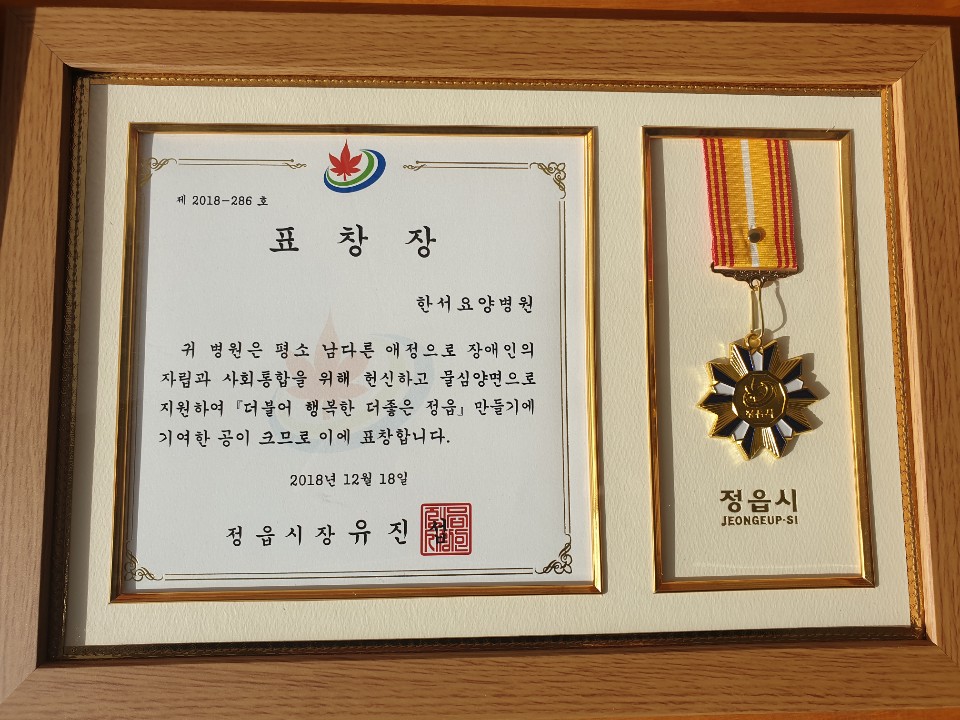 제 2018-286 호
표 창 장
한서요양병원
귀 병원은 평소 남다른 애정으로 장애인의
자립과 사회통합을 위해 헌신하고 물심양면으로
지원하여 『더불어 행복한 더좋은 정읍』 만들기에
기여한 공이 크므로 이에 표창합니다.
2018년 12월 18일
정읍시장 유진섭
정읍시
JEONGEUP-SI